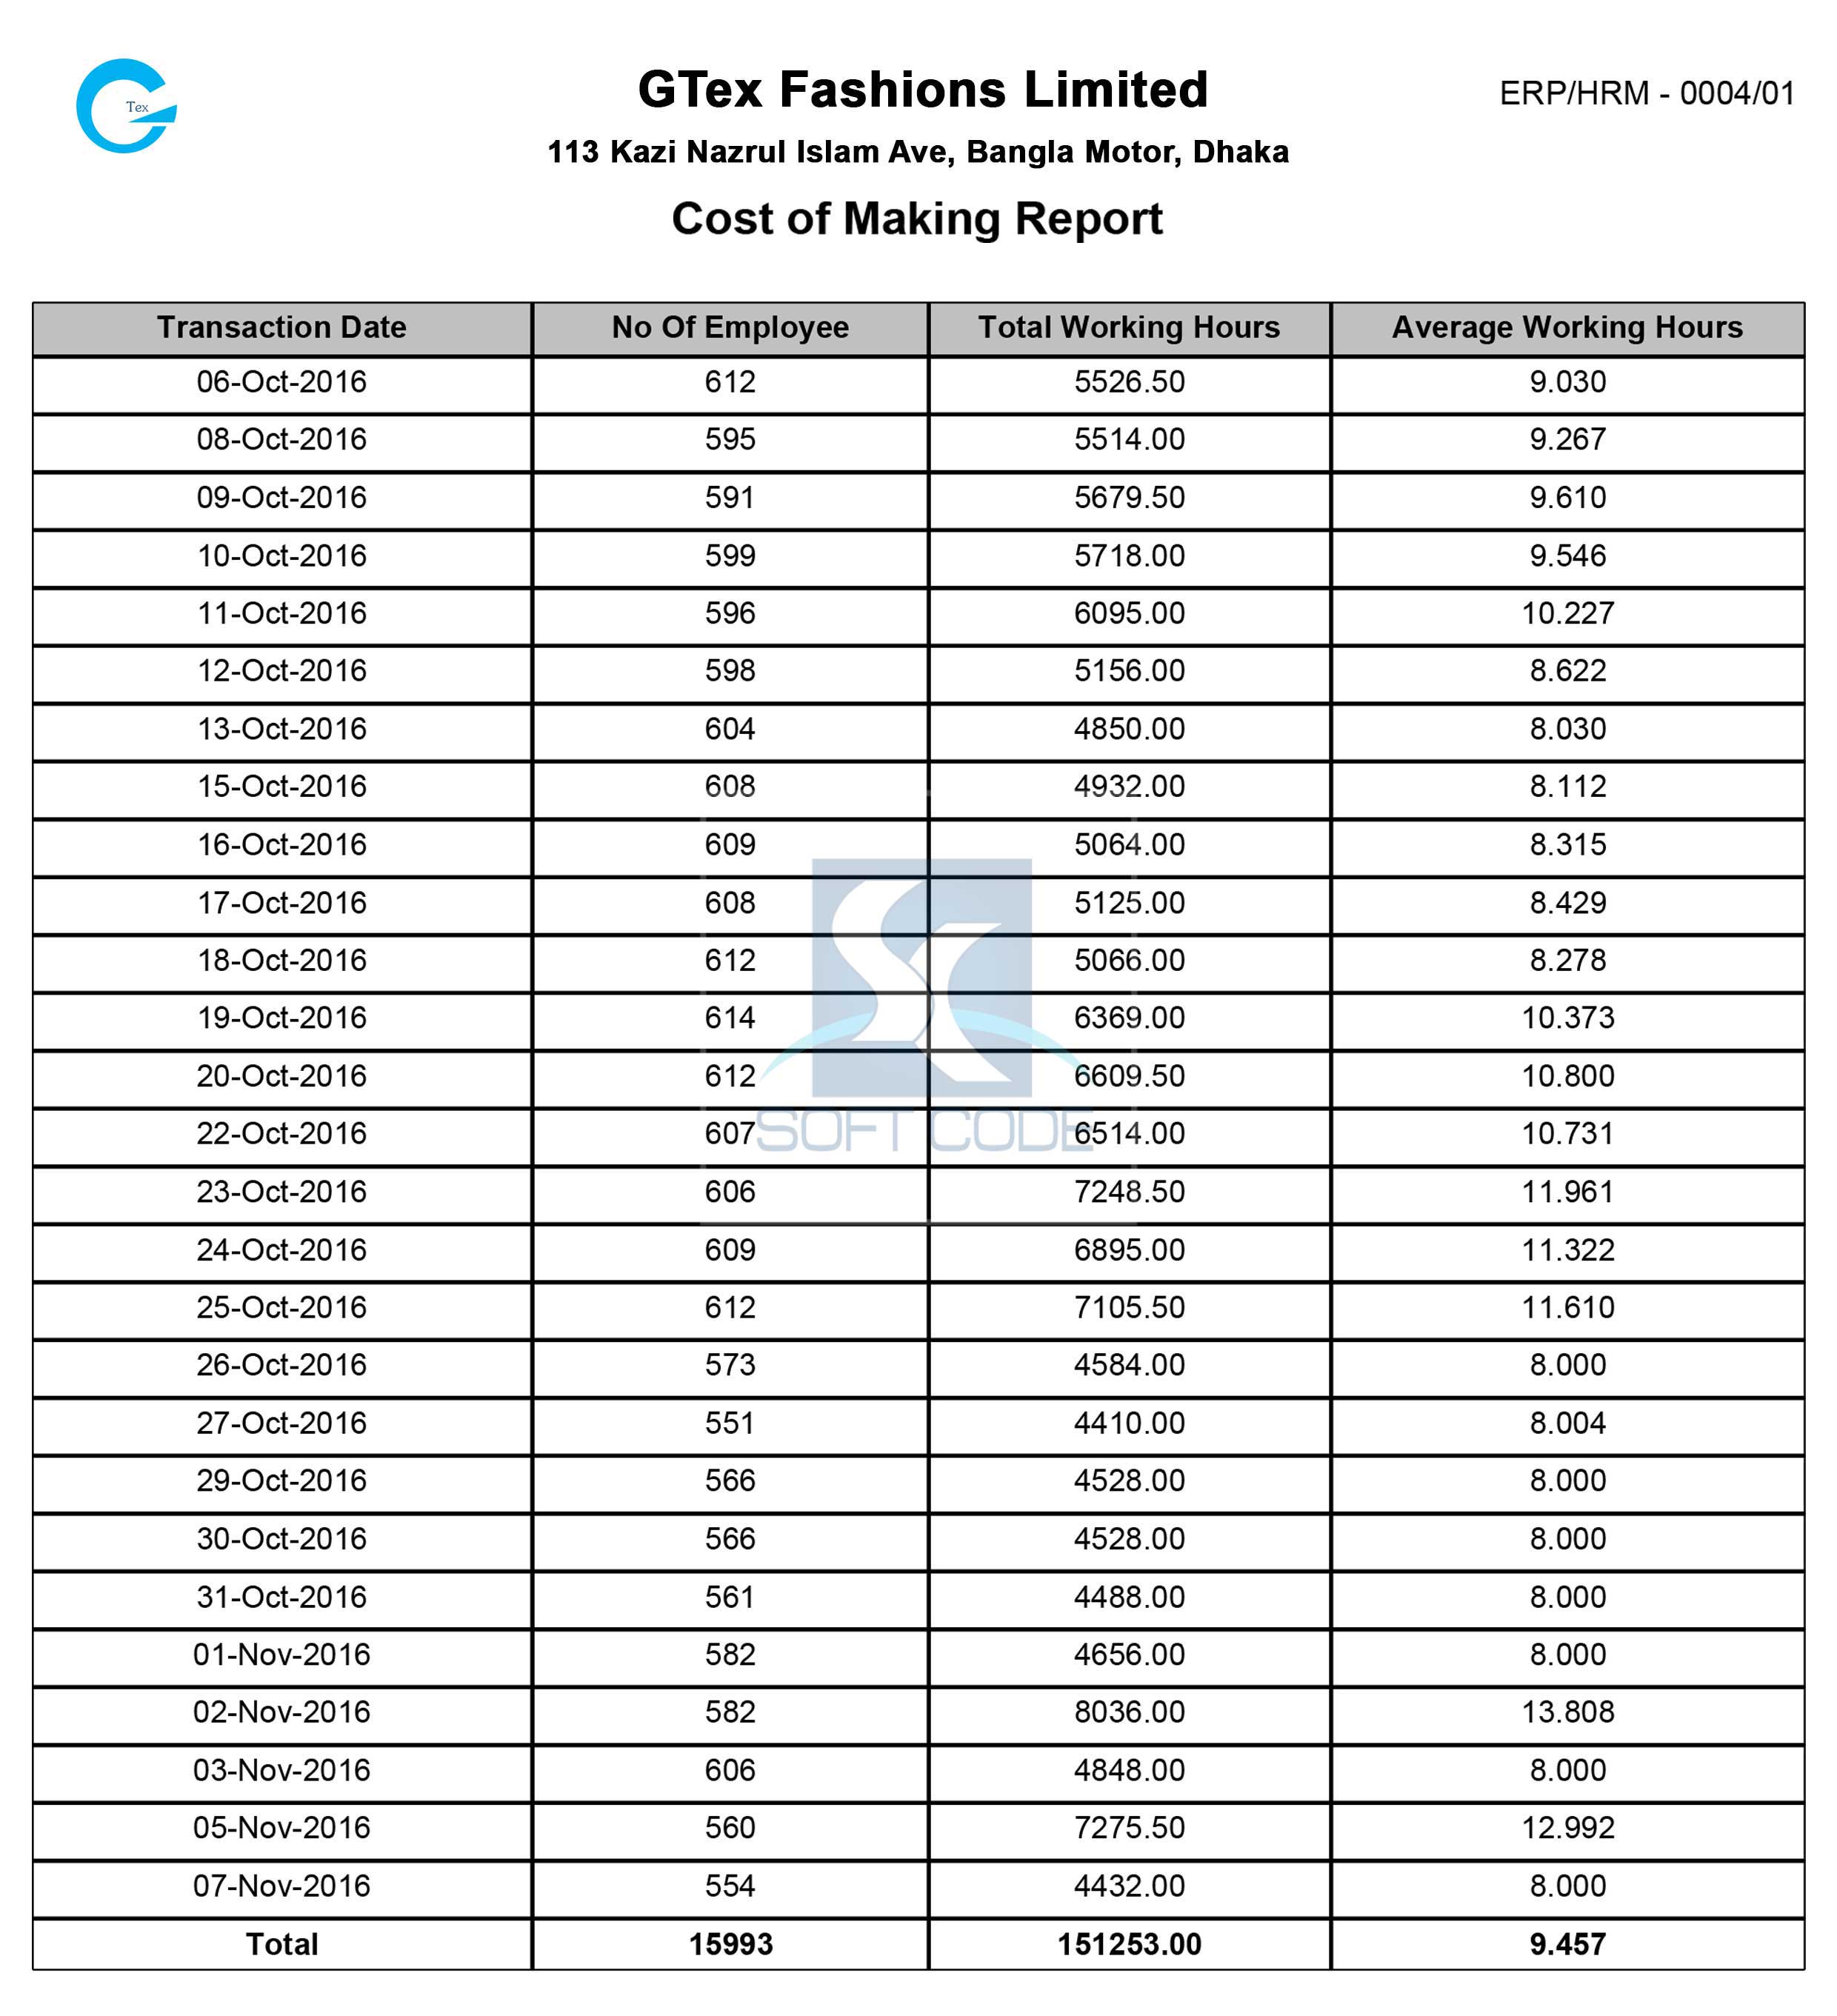 Tex
GTex Fashions Limited
ERP/HRM - 0004/01
113 Kazi Nazrul Islam Ave, Bangla Motor, Dhaka
Cost of Making Report
Transaction Date No Of Employee Total Working Hours Average Working Hours
06-Oct-2016 612 5526.50 9.030
08-Oct-2016 595 5514.00 9.267
09-Oct-2016 591 5679.50 9.610
10-Oct-2016 599 5718.00 9.546
11-Oct-2016 596 6095.00 10.227
12-Oct-2016 598 5156.00 8.622
13-Oct-2016 604 4850.00 8.030
15-Oct-2016 608 4932.00 8.112
16-Oct-2016 609 5064.00 8.315
17-Oct-2016 608 5125.00 8.429
18-Oct-2016 612 5066.00 8.278
19-Oct-2016 614 6369.00 10.373
20-Oct-2016 612 6609.50 10.800
22-Oct-2016 607 6514.00 10.731
SOFT CODE
23-Oct-2016 606 7248.50 11.961
24-Oct-2016 609 6895.00 11.322
25-Oct-2016 612 7105.50 11.610
26-Oct-2016 573 4584.00 8.000
27-Oct-2016 551 4410.00 8.004
29-Oct-2016 566 4528.00 8.000
30-Oct-2016 566 4528.00 8.000
31-Oct-2016 561 4488.00 8.000
01-Nov-2016 582 4656.00 8.000
02-Nov-2016 582 8036.00 13.808
03-Nov-2016 606 4848.00 8.000
05-Nov-2016 560 7275.50 12.992
07-Nov-2016 554 4432.00 8.000
Total 15993 151253.00 9.457